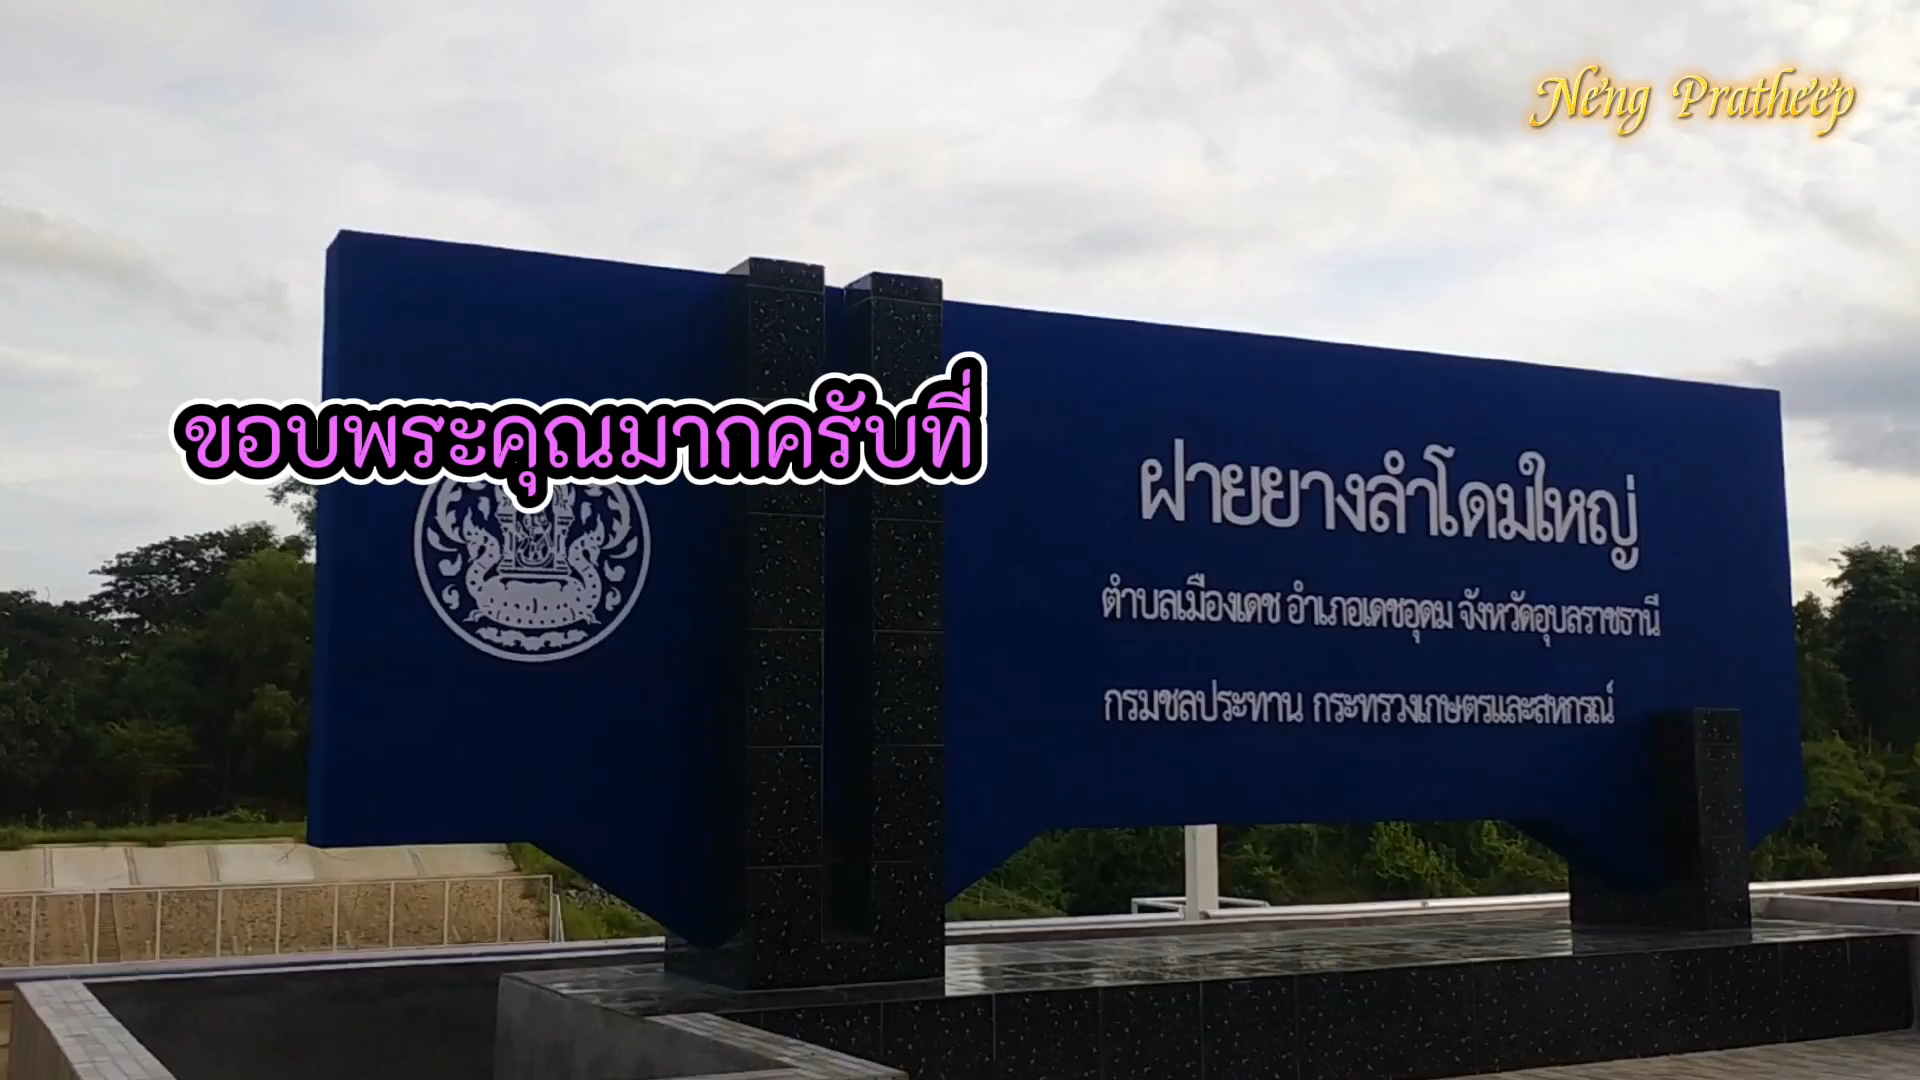 Neng Pratheep
ขอบพระคุณมากครับที่
ฝายยางลำโดมใหญ่
ตำบลเมืองเดช อำเภอเดชอุดม จังหวัดอุบลราชธานี
กรมชลประทาน กระทรวงเกษตรและสหกรณ์